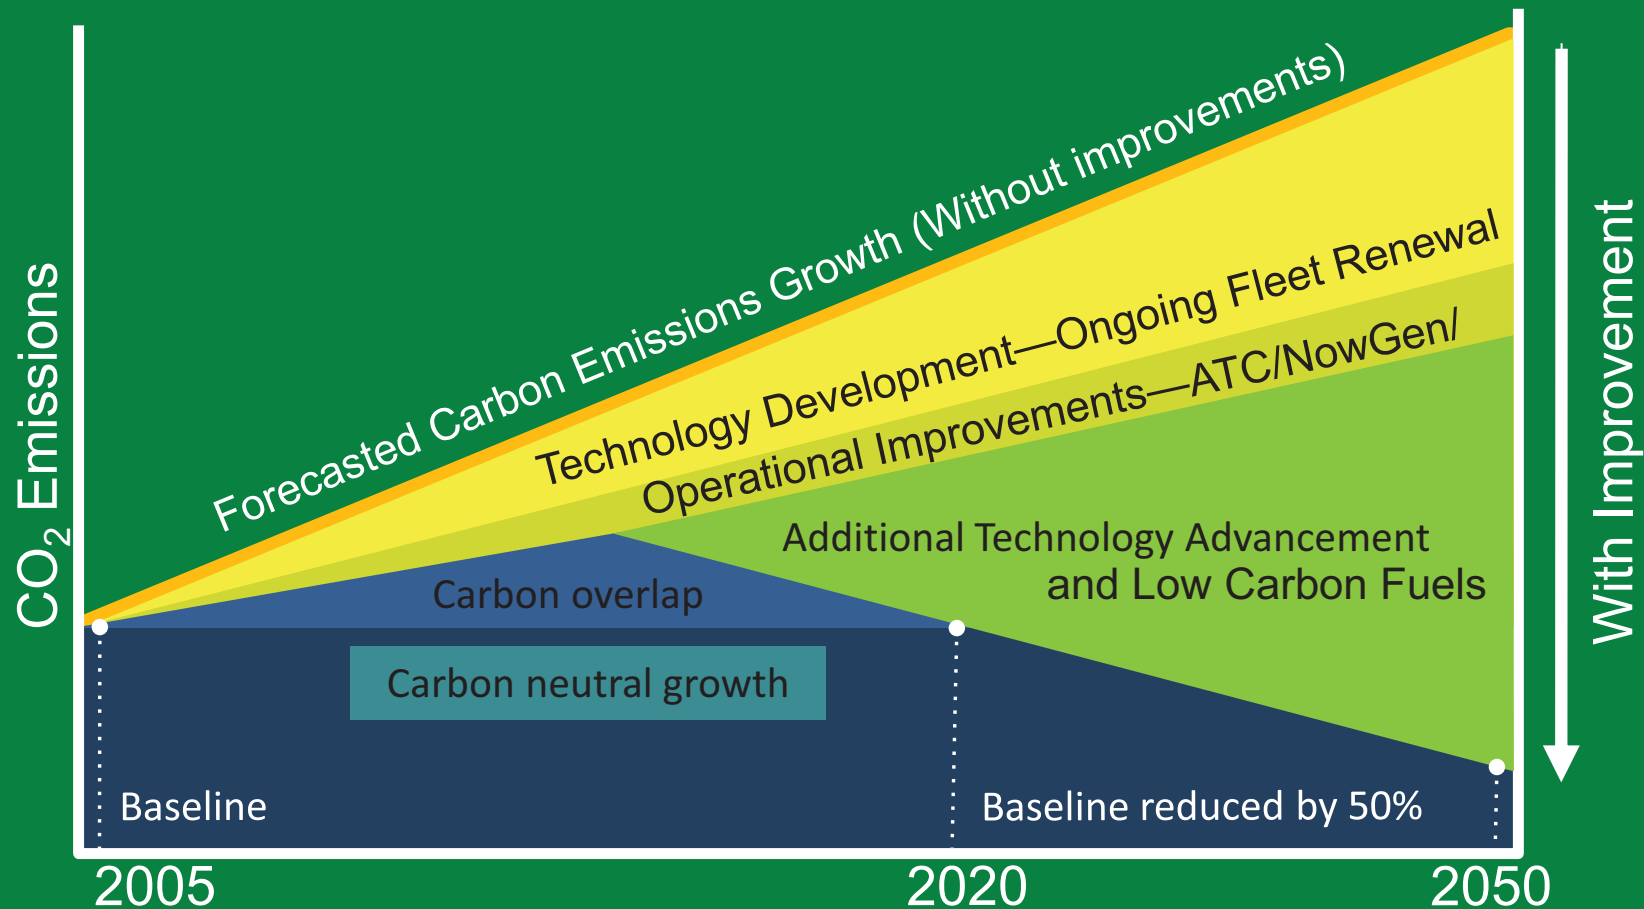 Forecasted Carbon Emissions Growth (Without improvements)
Technology Development—Ongoing Fleet Renewal
Operational Improvements—ATC/NowGen/
Additional Technology Advancement
and Low Carbon Fuels
Carbon overlap
Carbon neutral growth
Baseline
Baseline reduced by 50%
CO₂ Emissions
With Improvement
2005
2020
2050